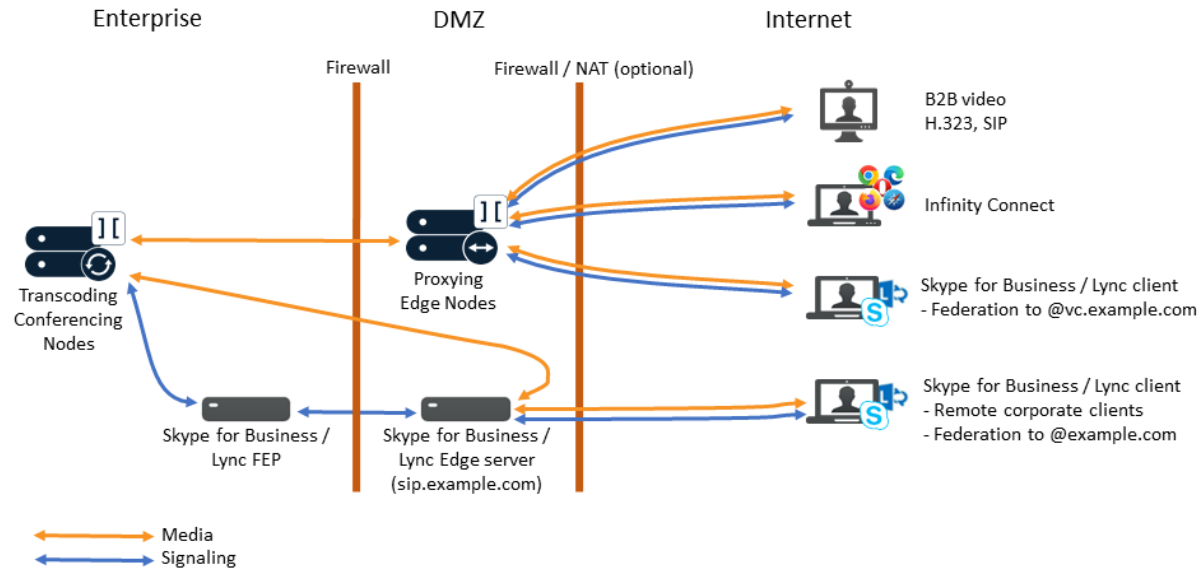 Enterprise
DMZ
Internet
Firewall
Firewall / NAT (optional)
B2B video
H.323, SIP
][
][
Infinity Connect
Transcoding
Conferencing
Nodes
Proxying
Edge Nodes
Skype for Business / Lync client
- Federation to @vc.example.com
Skype for Business /
Lync FEP
Skype for Business /
Lync Edge server
(sip.example.com)
Skype for Business / Lync client
- Remote corporate clients
- Federation to @example.com
Media
Signaling